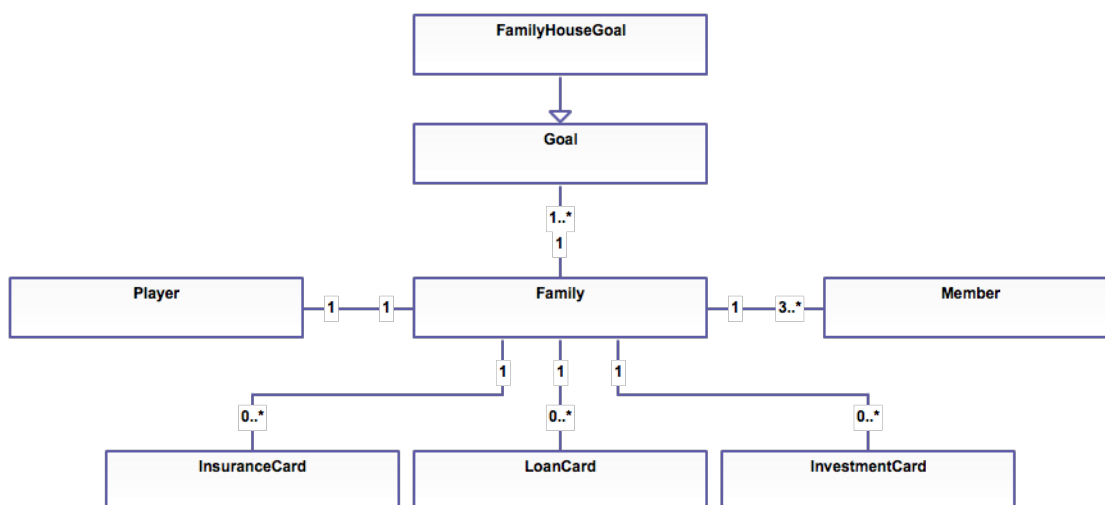 FamilyHouseGoal
Goal
1..*
1
Player
1
1
Family
1
3..*
Member
1
1
1
0..*
0..*
0..*
InsuranceCard
LoanCard
InvestmentCard